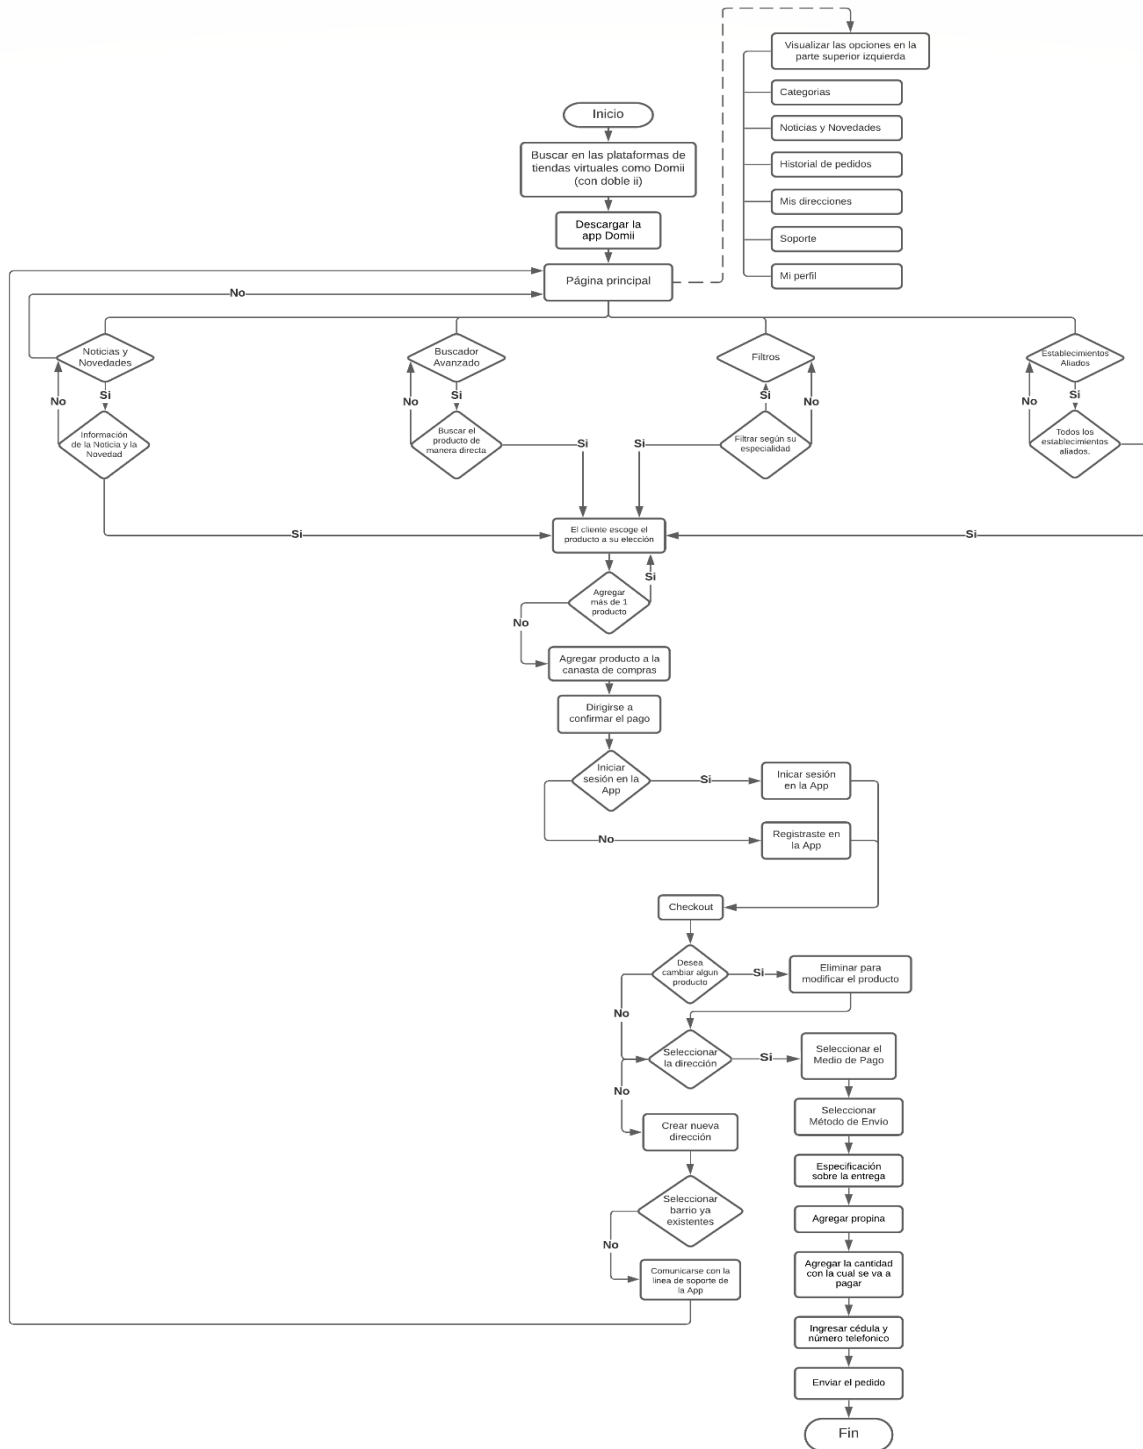 Visualizar las opciones en la
parte superior izquierda
Categorias
Noticias y Novedades
Historial de pedidos
Mis direcciones
Soporte
Mi perfil
Inicio
Buscar en las plataformas de
tiendas virtuales como Domii
(con doble ii)
Descargar la
app Domii
Página principal
No
Noticias y
Novedades
Buscador
Avanzado
Filtros
Establecimientos
Aliados
No
Si
No
Si
Si
No
No
Si
Información
de la Noticia y la
Novedad
Buscar el
producto de
manera directa
Si
Si
Filtrar según su
especialidad
Todos los
establecimientos
aliados.
Si
El cliente escoge el
producto a su elección
Si
Si
Agregar
más de 1
producto
No
Agregar producto a la
canasta de compras
Dirigirse a
confirmar el pago
Iniciar
sesión en la
App
Si
Inicar sesión
en la App
No
Registraste en
la App
Checkout
Desea
cambiar algun
producto
Si
Eliminar para
modificar el producto
No
Seleccionar
la dirección
Si
Seleccionar el
Medio de Pago
No
Seleccionar
Método de Envío
Crear nueva
dirección
Especificación
sobre la entrega
Seleccionar
barrio ya
existentes
Agregar propina
No
Comunicarse con la
linea de soporte de
la App
Agregar la cantidad
con la cual se va a
pagar
Ingresar cédula y
número telefonico
Enviar el pedido
Fin